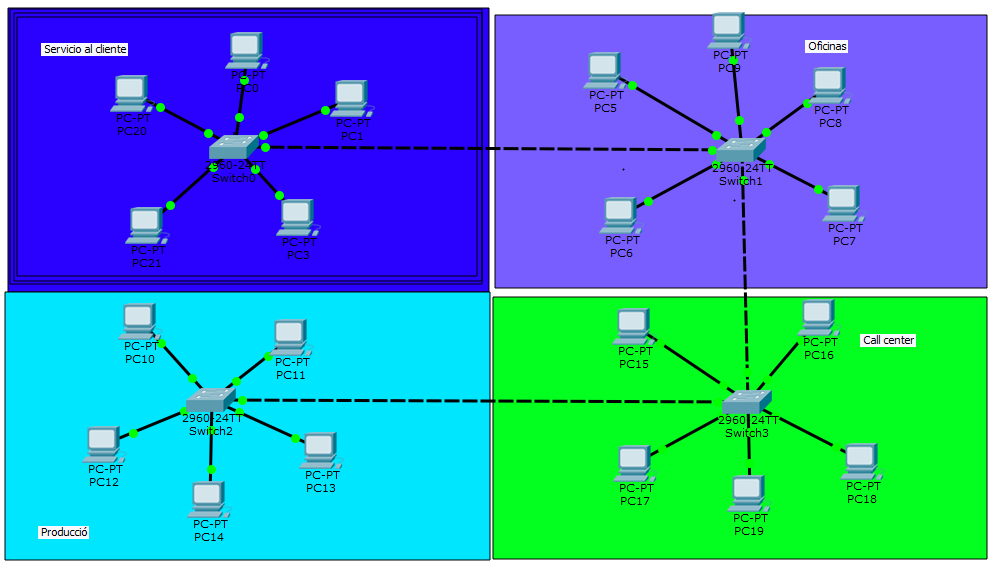 Servicio al cliente
PC-PT
PC0
PC-PT
PC20
PC-PT
PC1
2960-24TT
Switch0
PC-PT
PC21
PC-PT
PC3
Oficinas
PC-PT
PC9
PC-PT
PC5
PC-PT
PC8
2960-24TT
Switch1
PC-PT
PC6
PC-PT
PC7
PC-PT
PC10
PC-PT
PC11
2960-24TT
Switch2
PC-PT
PC12
PC-PT
PC13
PC-PT
PC14
Producció
PC-PT
PC15
PC-PT
PC16
Call center
2960-24TT
Switch3
PC-PT
PC17
PC-PT
PC18
PC-PT
PC19